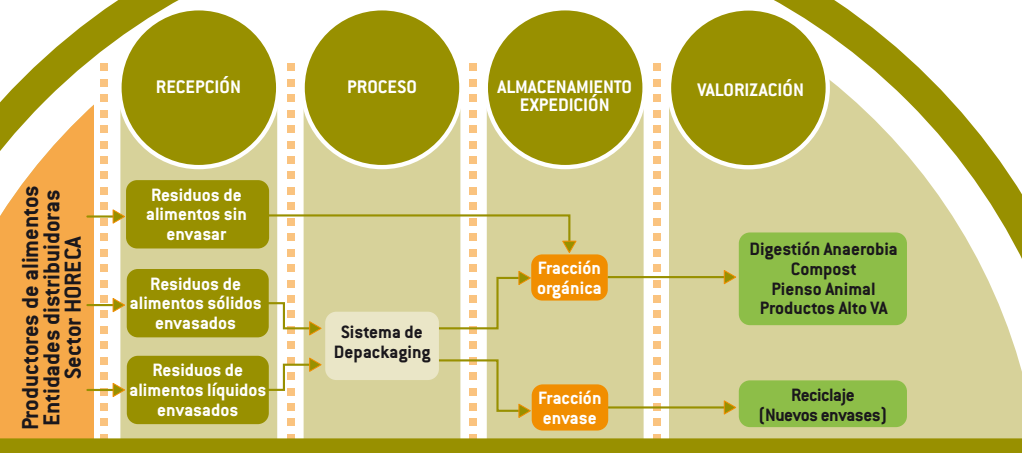 RECEPCIÓN
PROCESO
ALMACENAMIENTO
EXPEDICIÓN
VALORIZACIÓN
Productores de alimentos
Entidades distribuidoras
Sector HORECA
Residuos de
alimentos sin
envasar
Residuos de
alimentos sólidos
envasados
Residuos de
alimentos líquidos
envasados
Sistema de
Depackaging
Fracción
orgánica
Fracción
envase
Digestión Anaerobia
Compost
Pienso Animal
Productos Alto VA
Reciclaje
(Nuevos envases)